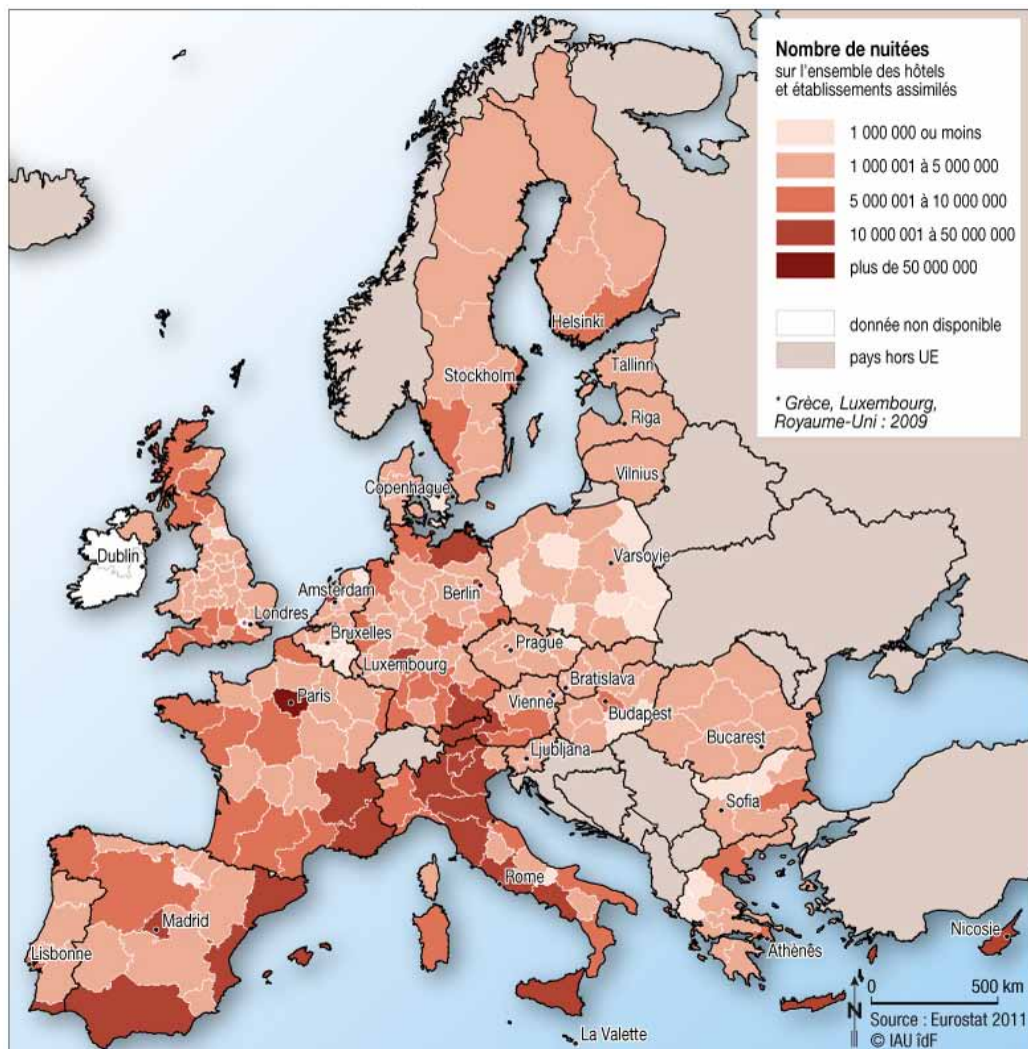 Nombre de nuitées
sur l'ensemble des hôtels
et établissements assimilés
1 000 000 ou moins
1 000 001 à 5 000 000
5 000 001 à 10 000 000
10 000 001 à 50 000 000
plus de 50 000 000
donnée non disponible
pays hors UE
* Grèce, Luxembourg,
Royaume-Uni : 2009
Helsinki
Tallinn
Stockholm
Riga
Vilnius
Copenhague
Dublin
Varsovie
Amsterdam
Berlin
Londres
Bruxelles
Prague
Luxembourg
Bratislava
Paris
Vienne
Budapest
Ljubljana
Bucarest
Sofia
Rome
Madrid
Lisbonne
Athènes
Nicosie
La Valette
N
0 500 km
Source : Eurostat 2011
© IAU îdF